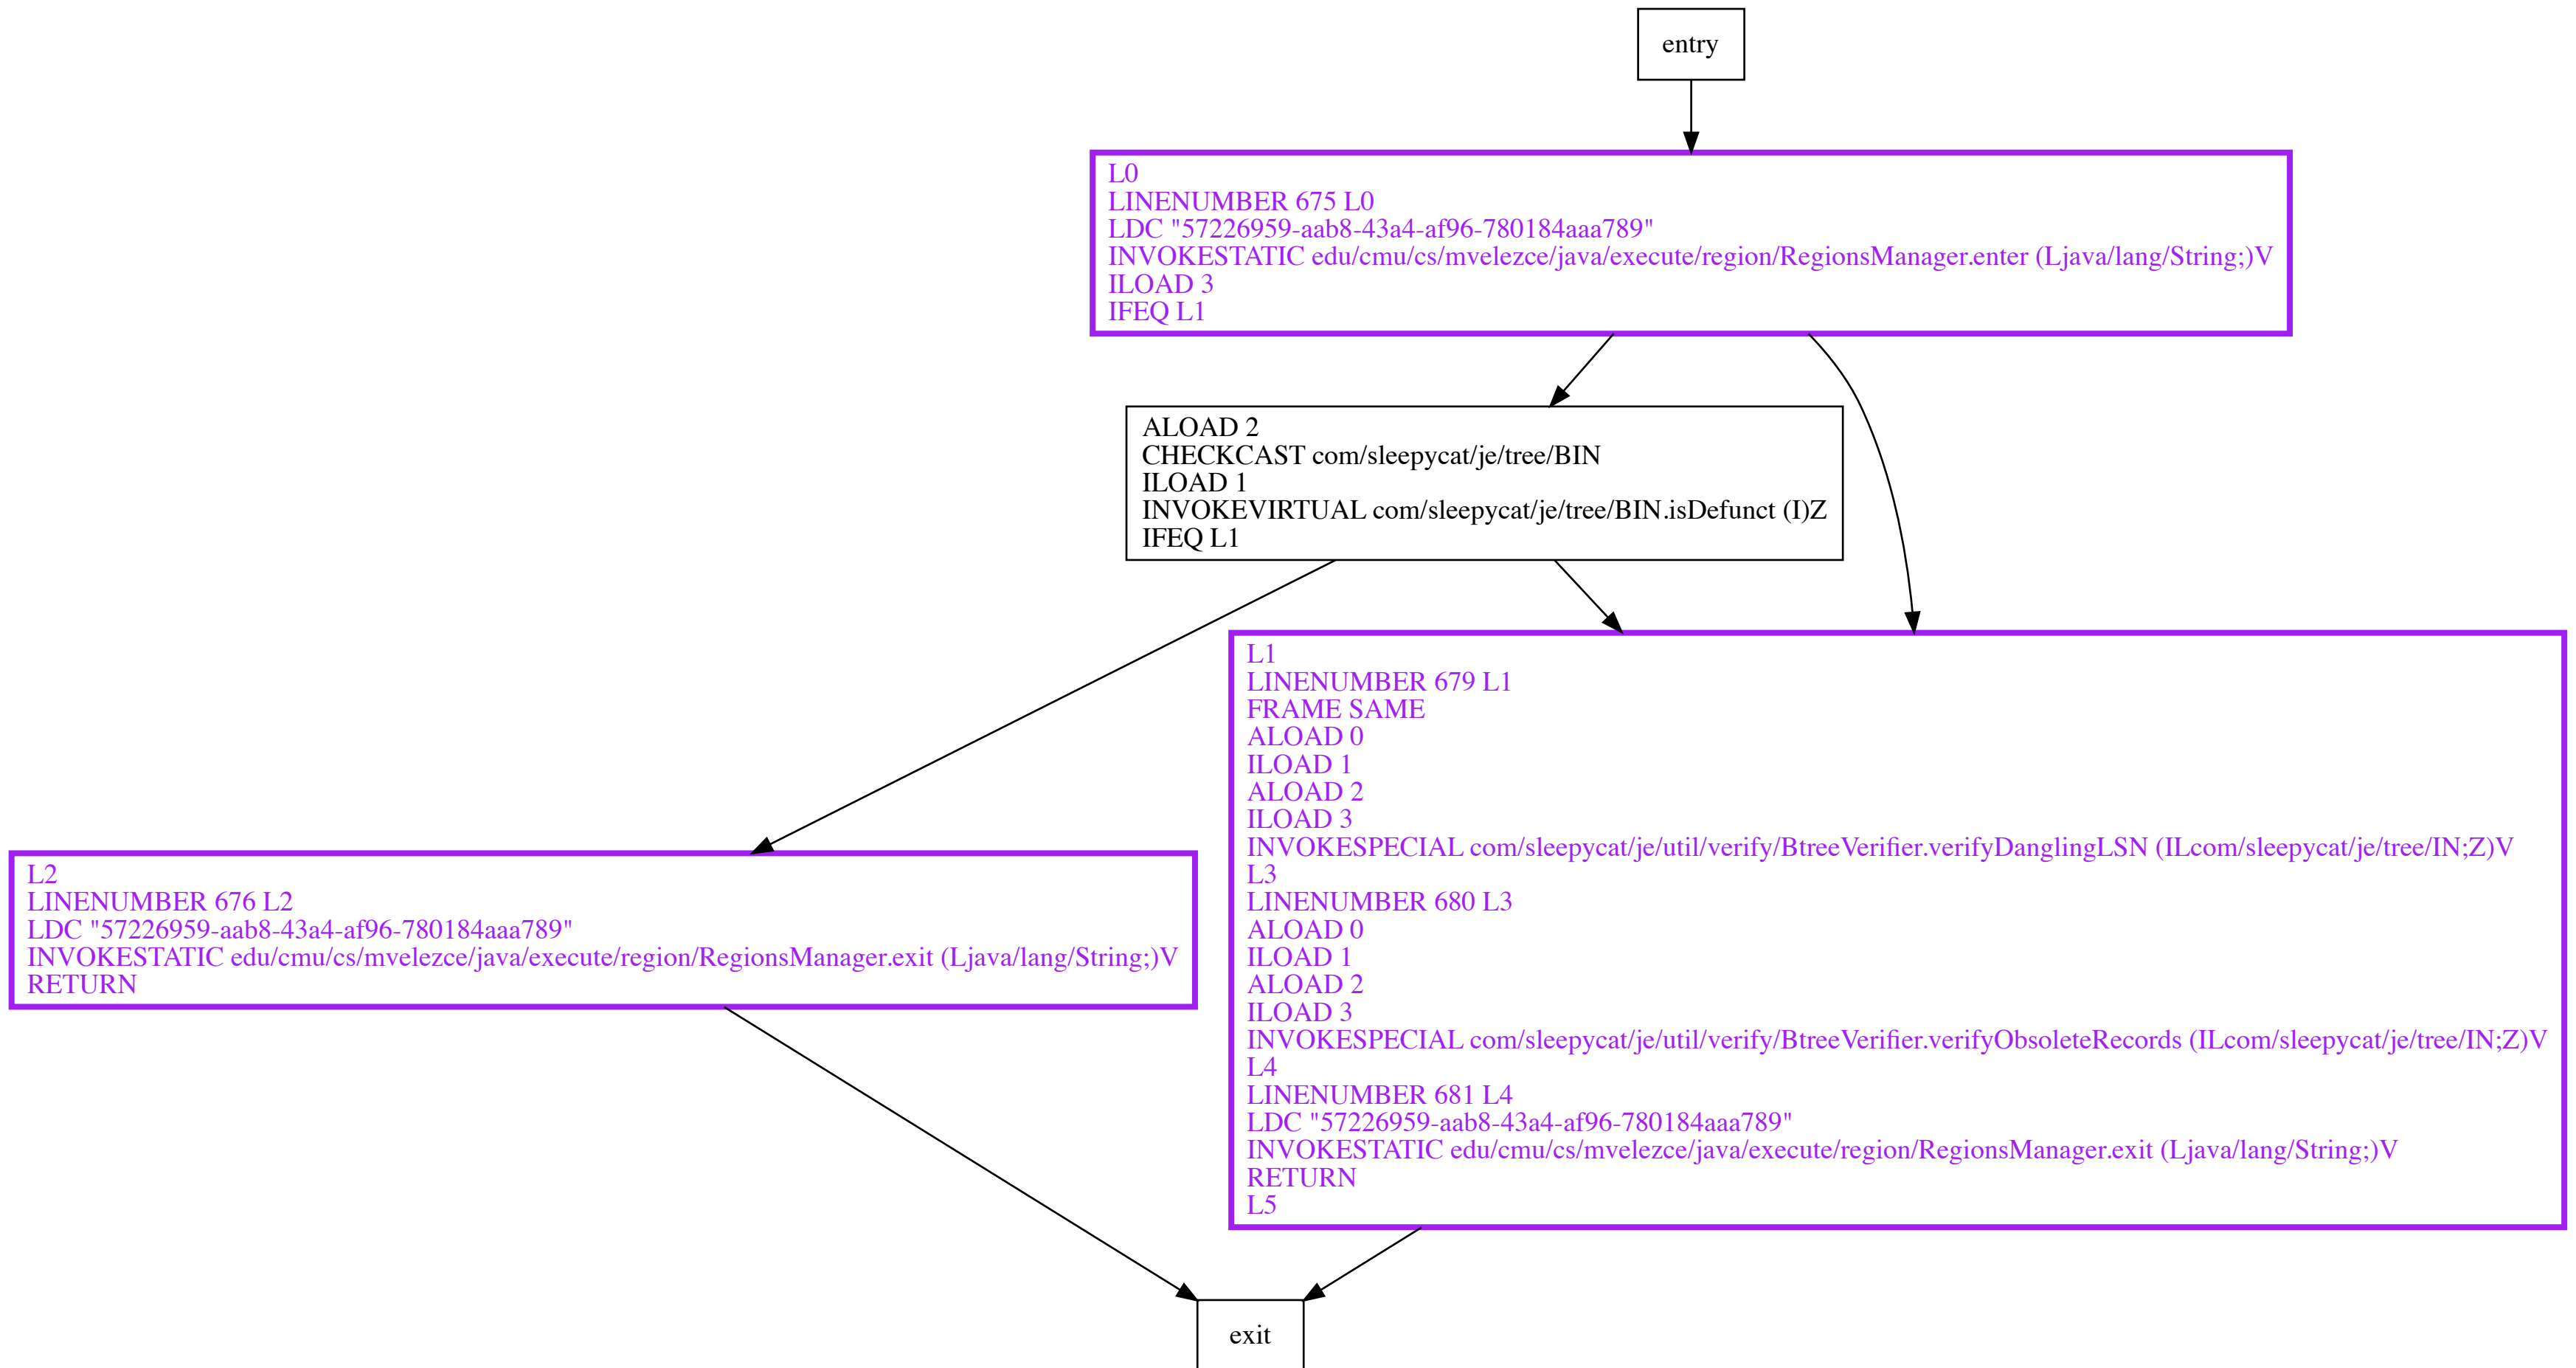 entry
L0
LINENUMBER 675 L0
LDC "57226959-aab8-43a4-af96-780184aaa789"
INVOKESTATIC edu/cmu/cs/mvelezce/java/execute/region/RegionsManager.enter (Ljava/lang/String;)V
ILOAD 3
IFEQ L1
ALOAD 2
CHECKCAST com/sleepycat/je/tree/BIN
ILOAD 1
INVOKEVIRTUAL com/sleepycat/je/tree/BIN.isDefunct (I)Z
IFEQ L1
L1
LINENUMBER 679 L1
FRAME SAME
ALOAD 0
ILOAD 1
ALOAD 2
ILOAD 3
INVOKESPECIAL com/sleepycat/je/util/verify/BtreeVerifier.verifyDanglingLSN (ILcom/sleepycat/je/tree/IN;Z)V
L3
LINENUMBER 680 L3
ALOAD 0
ILOAD 1
ALOAD 2
ILOAD 3
INVOKESPECIAL com/sleepycat/je/util/verify/BtreeVerifier.verifyObsoleteRecords (ILcom/sleepycat/je/tree/IN;Z)V
L4
LINENUMBER 681 L4
LDC "57226959-aab8-43a4-af96-780184aaa789"
INVOKESTATIC edu/cmu/cs/mvelezce/java/execute/region/RegionsManager.exit (Ljava/lang/String;)V
RETURN
L5
L2
LINENUMBER 676 L2
LDC "57226959-aab8-43a4-af96-780184aaa789"
INVOKESTATIC edu/cmu/cs/mvelezce/java/execute/region/RegionsManager.exit (Ljava/lang/String;)V
RETURN
exit